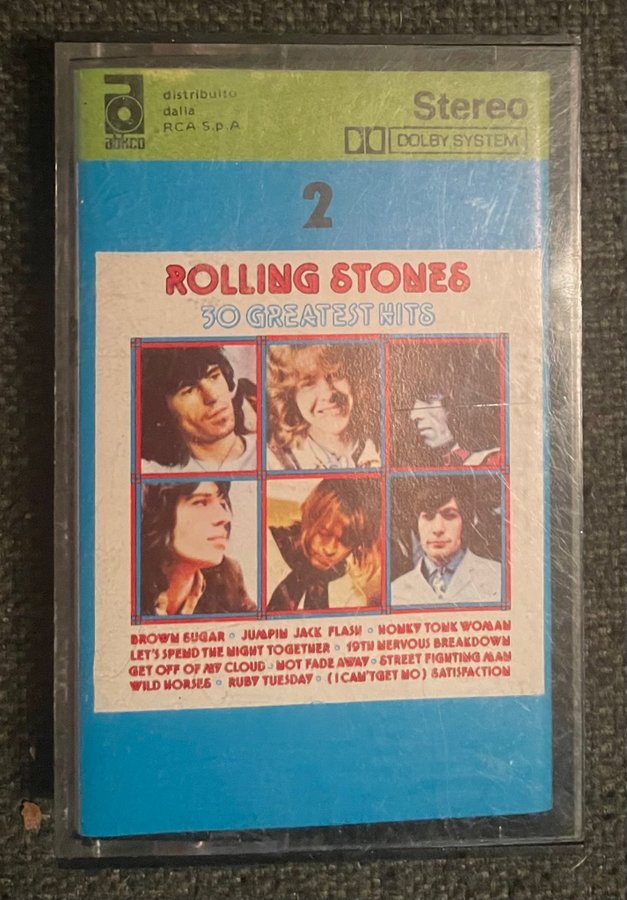 abkco
distribuito
dalla
RCA S.p.A
Stereo
DOLBY SYSTEM
2
ROLLING STONES
30 GREATEST HITS
BROWN SUGAR • JUMPIN JACK FLASH • HONKY TONK WOMAN
LET'S SPEND THE NIGHT TOGETHER • 19TH NERVOUS BREAKDOWN
GET OFF OF MY CLOUD • NOT FADE AWAY • STREET FIGHTING MAN
WILD HORSES • RUBY TUESDAY • (I CAN'T GET NO) SATISFACTION